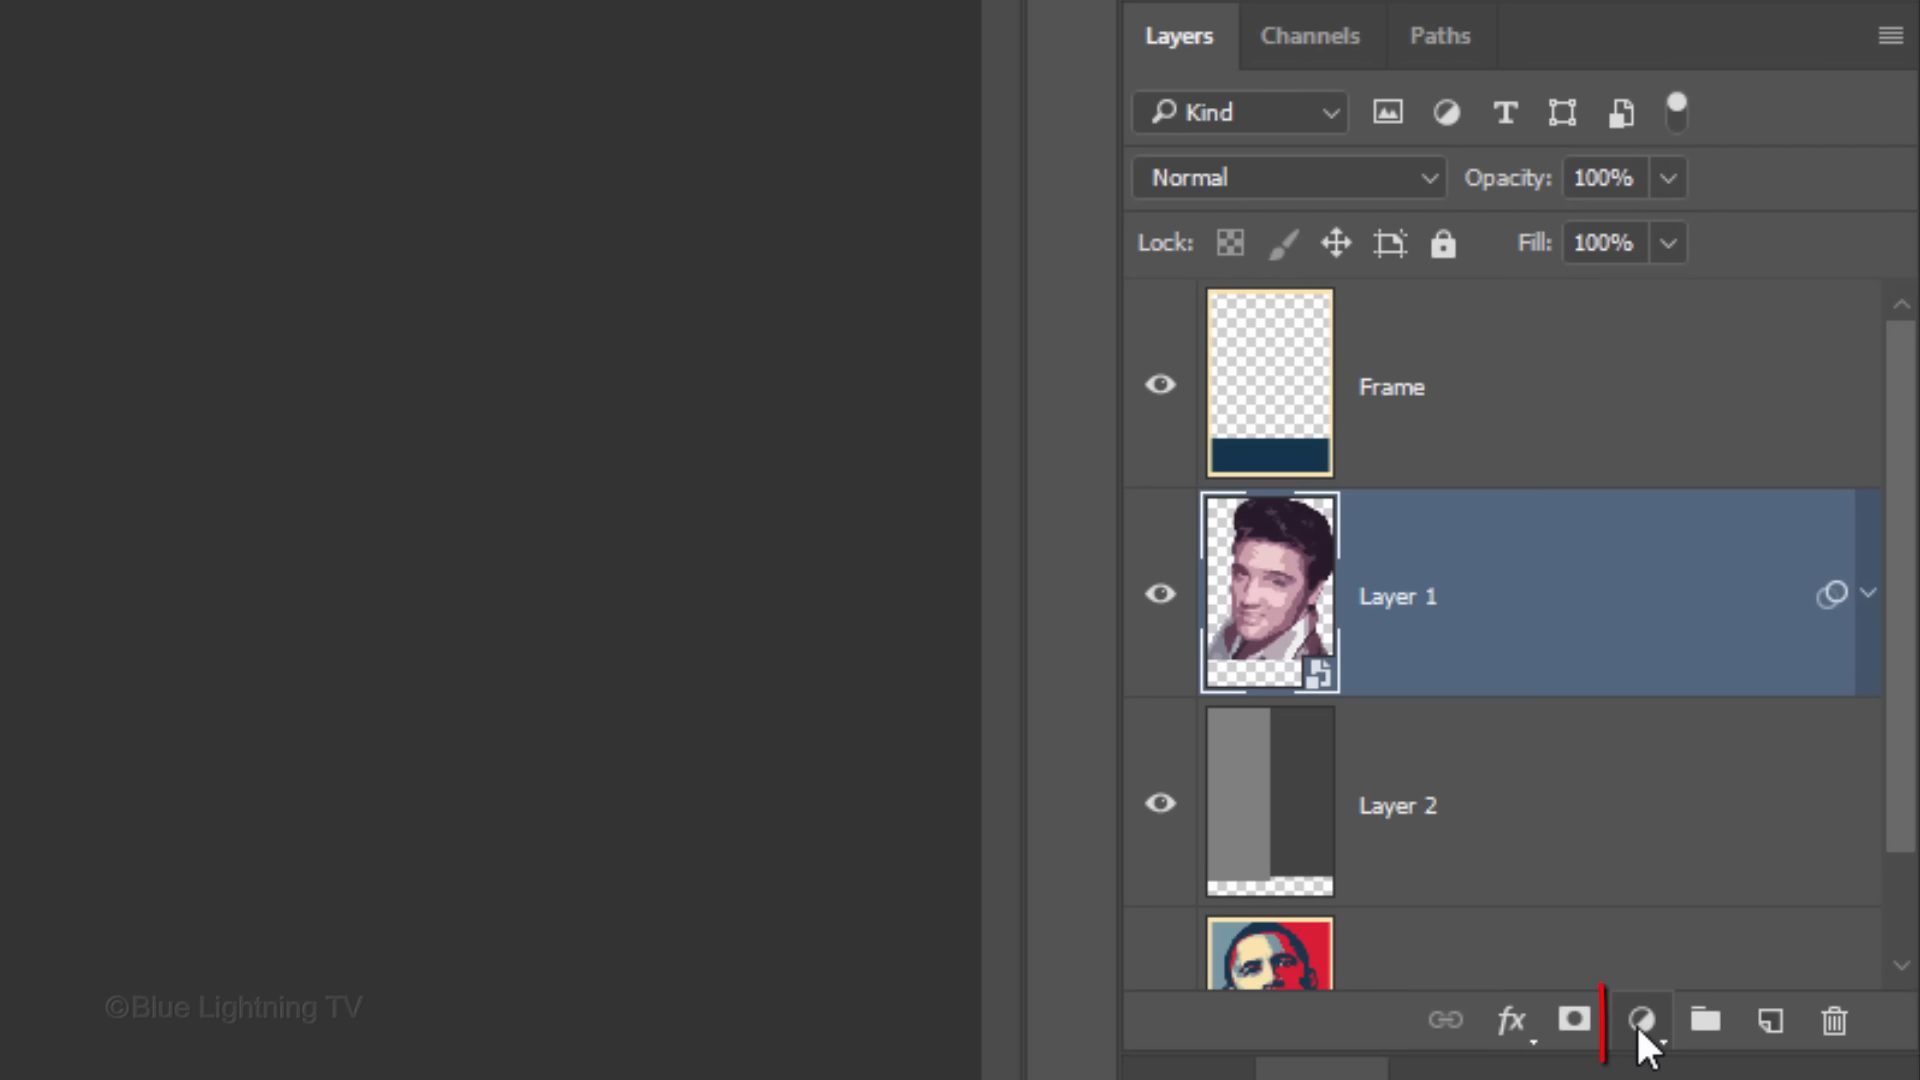 Layers Channels Paths
Kind T
Normal Opacity: 100%
Lock: Fill: 100%
Frame
Layer 1
Layer 2
©Blue Lightning TV
fx